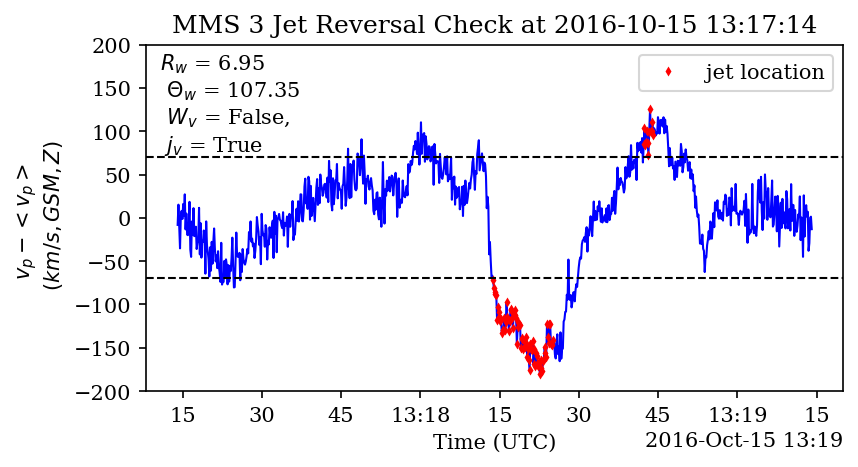 MMS 3 Jet Reversal Check at 2016-10-15 13:17:14
R_w = 6.95
Θ_w = 107.35
W_v = False,
j_v = True
jet location
v_p − < v_p >
(km/s, GSM, Z)
200
150
100
50
0
−50
−100
−150
−200
15 30 45 13:18 15 30 45 13:19 15
Time (UTC)
2016-Oct-15 13:19